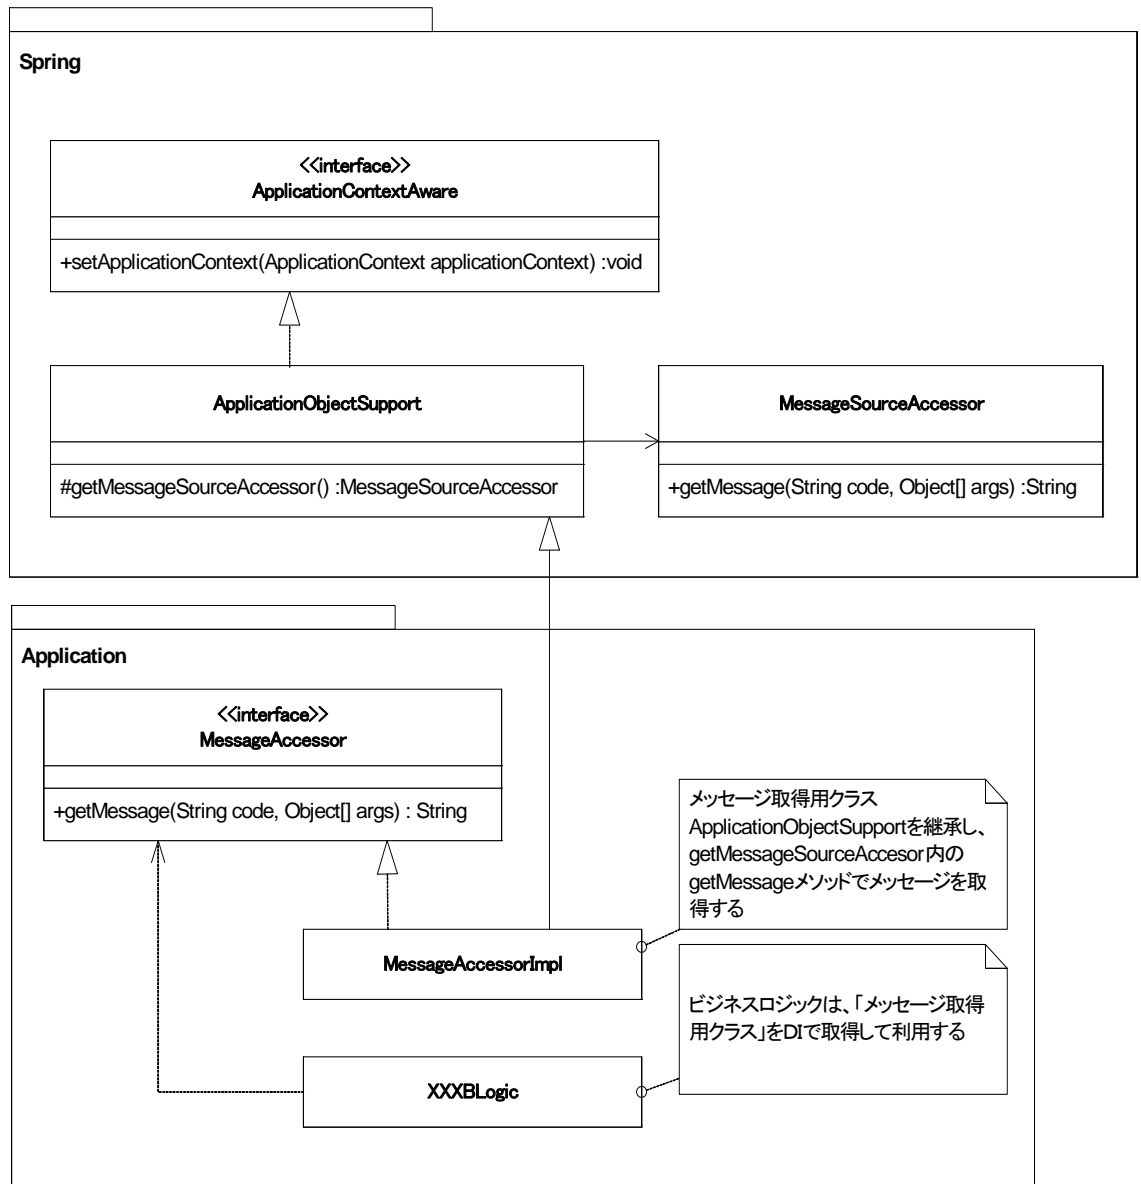 Spring
<<interface>>
ApplicationContextAware
+setApplicationContext(ApplicationContext applicationContext) :void
ApplicationObjectSupport
#getMessageSourceAccessor() :MessageSourceAccessor
MessageSourceAccessor
+getMessage(String code, Object[] args) :String
Application
<<interface>>
MessageAccessor
+getMessage(String code, Object[] args) : String
メッセージ取得用クラス
ApplicationObjectSupportを継承し、
getMessageSourceAccesor内の
getMessageメソッドでメッセージを取
得する
MessageAccessorImpl
ビジネスロジックは、「メッセージ取得
用クラス」をDIで取得して利用する
XXXBLogic